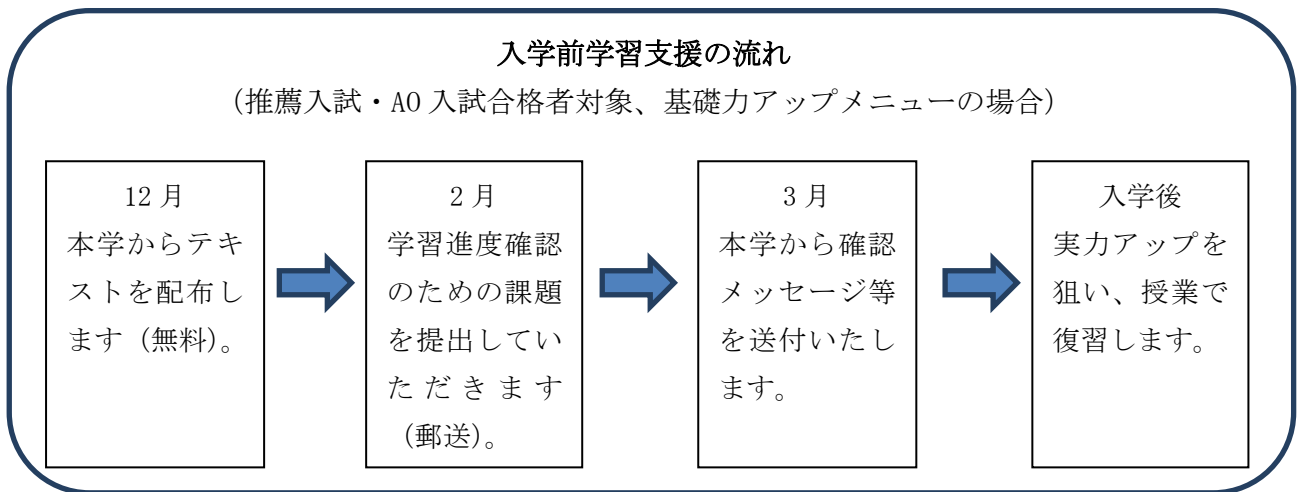 入学前学習支援の流れ
（推薦入試・AO入試合格者対象、基礎力アップメニューの場合）
12月
本学からテキ
ストを配布し
ます（無料）。
2月
学習進度確認
のための課題
を提出してい
ただきます
（郵送）。
3月
本学から確認
メッセージ等
を送付いたし
ます。
入学後
実力アップを
狙い、授業で
復習します。